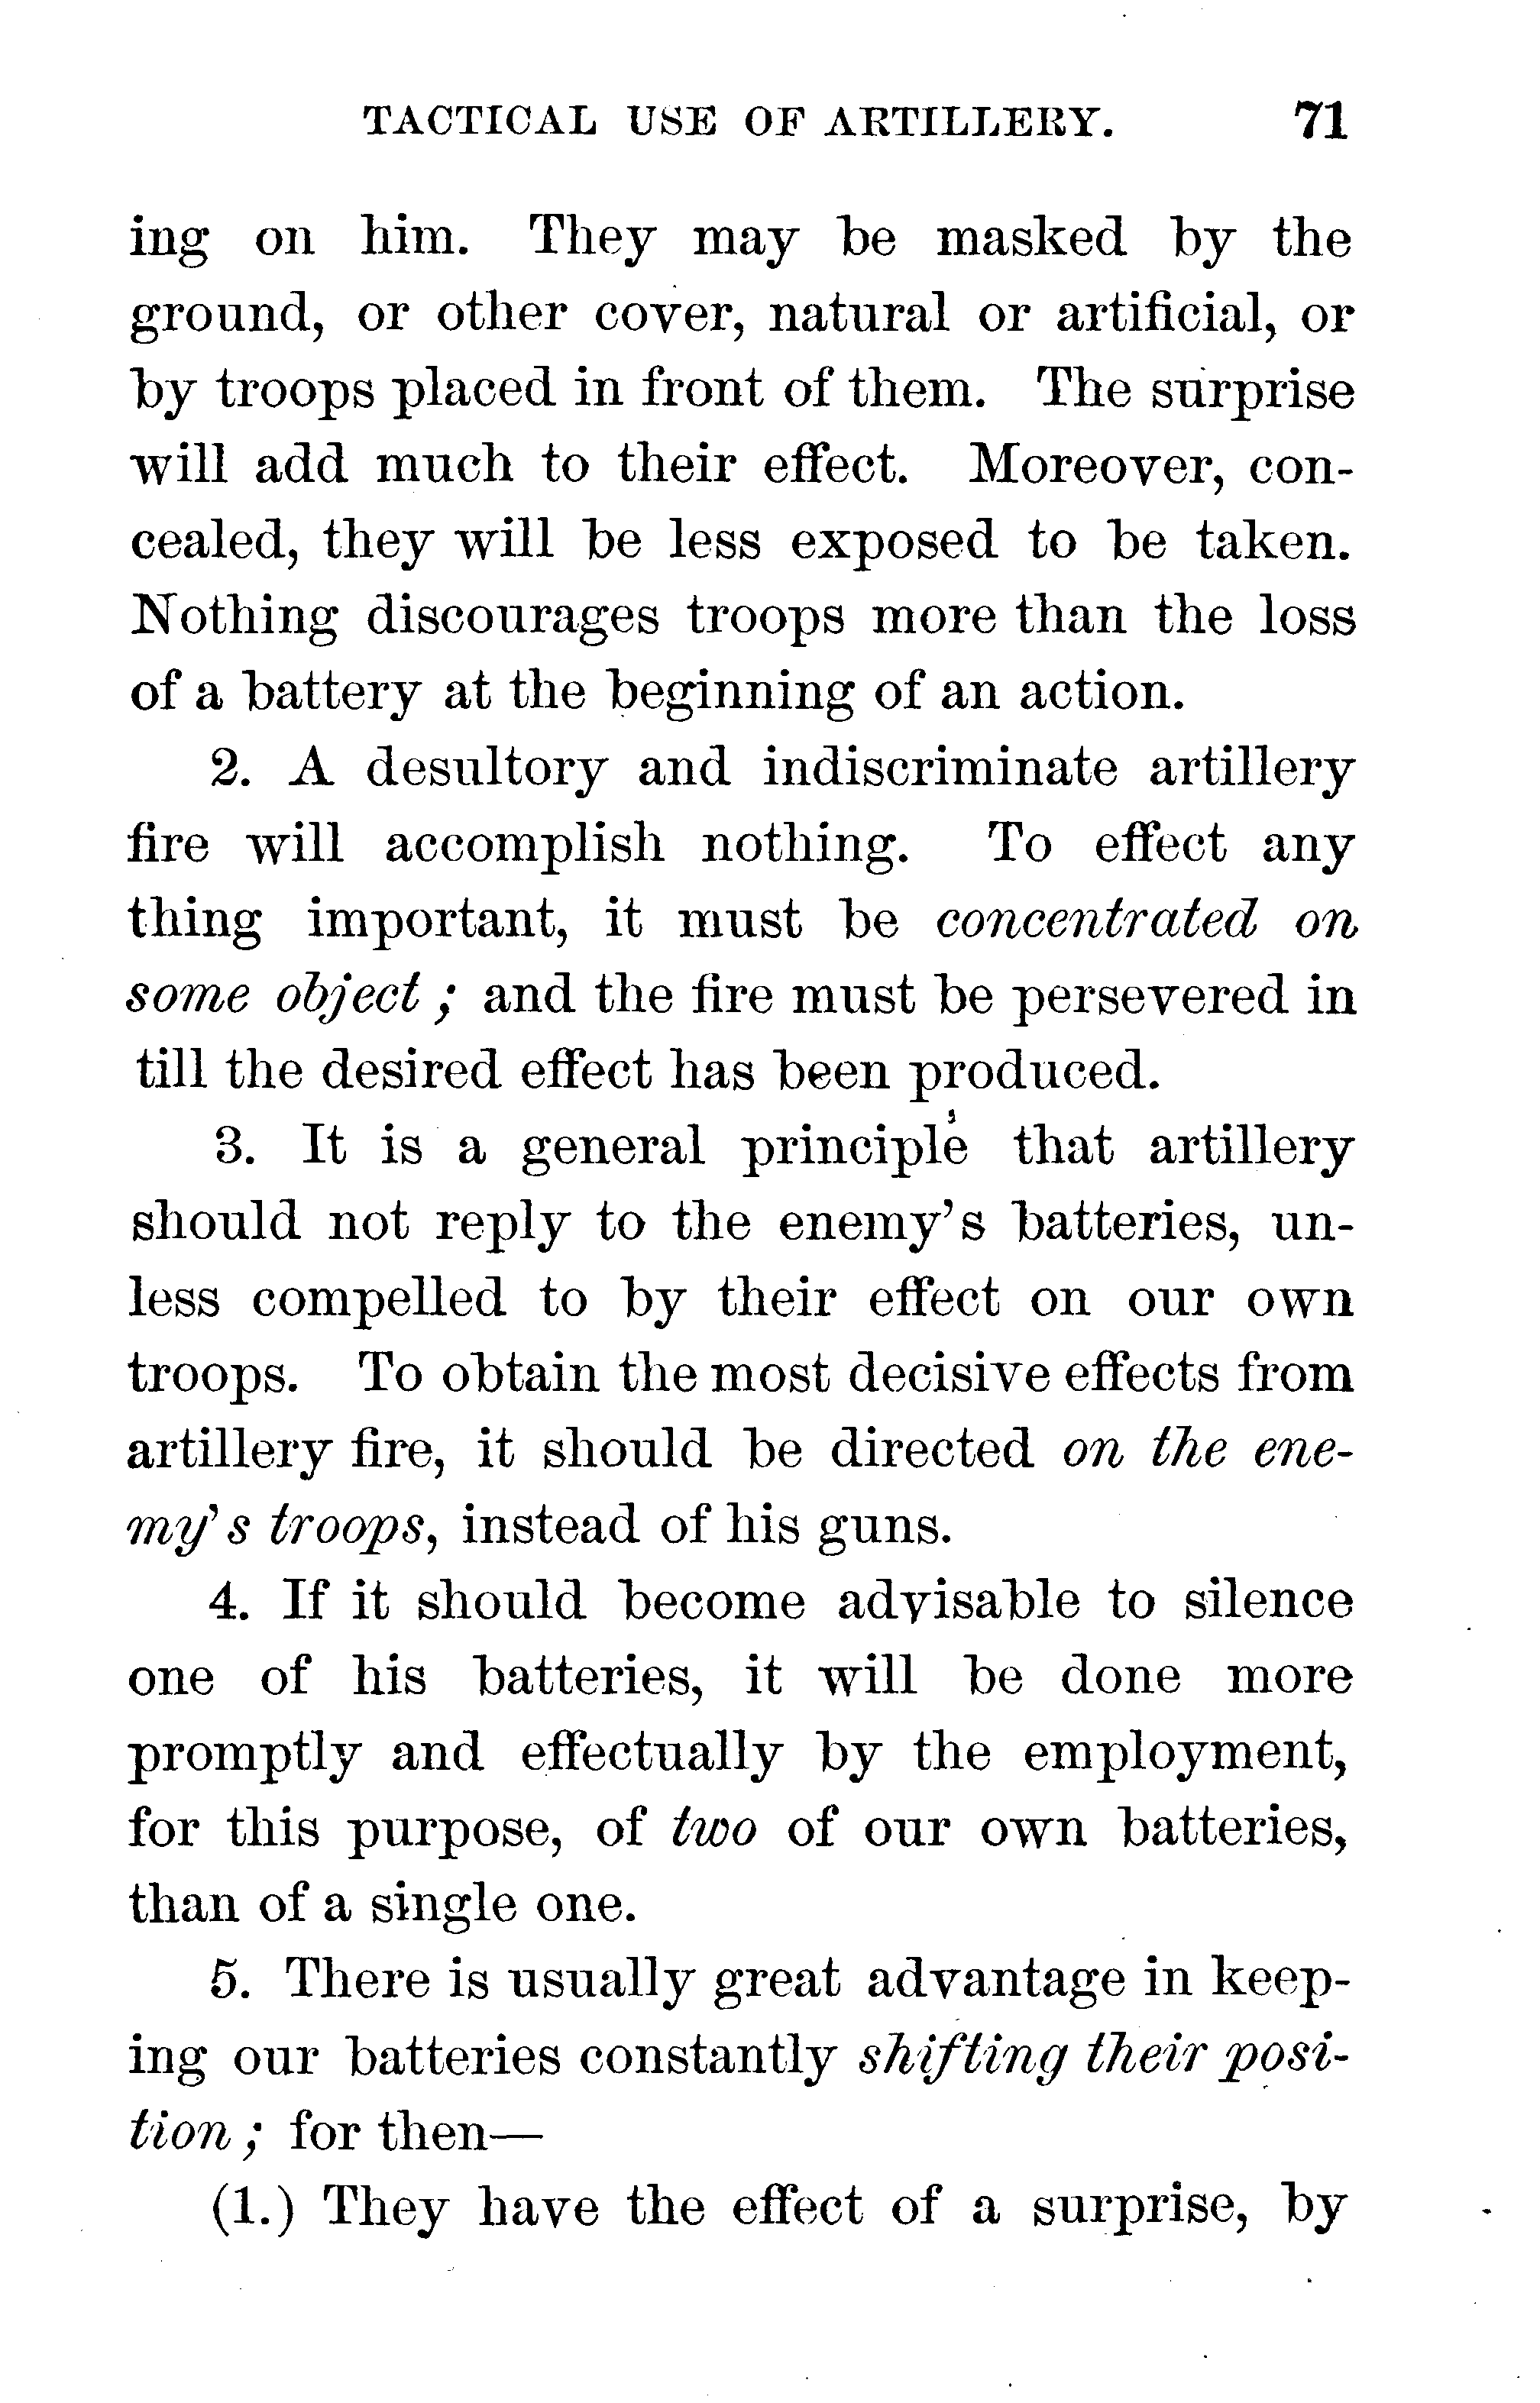 TACTICAL USE OF ARTILLERY. 71
ing on him. They may be masked by the
ground, or other cover, natural or artificial, or
by troops placed in front of them. The surprise
will add much to their effect. Moreover, con-
cealed, they will be less exposed to be taken.
Nothing discourages troops more than the loss
of a battery at the beginning of an action.
2. A desultory and indiscriminate artillery
fire will accomplish nothing. To effect any
thing important, it must be concentrated on
some object; and the fire must be persevered in
till the desired effect has been produced.
3. It is a general principle that artillery
should not reply to the enemy's batteries, un-
less compelled to by their effect on our own
troops. To obtain the most decisive effects from
artillery fire, it should be directed on the ene-
my's troops, instead of his guns.
4. If it should become advisable to silence
one of his batteries, it will be done more
promptly and effectually by the employment,
for this purpose, of two of our own batteries,
than of a single one.
5. There is usually great advantage in keep-
ing our batteries constantly shifting their posi-
tion; for then—
(1.) They have the effect of a surprise, by